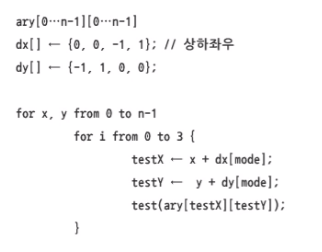 ary[0…n-1][0…n-1]
dx[] ← {0, 0, -1, 1}; // 상하좌우
dy[] ← {-1, 1, 0, 0};
for x, y from 0 to n-1
for i from 0 to 3 {
testX ← x + dx[mode];
testY ← y + dy[mode];
test(ary[testX][testY]);
}